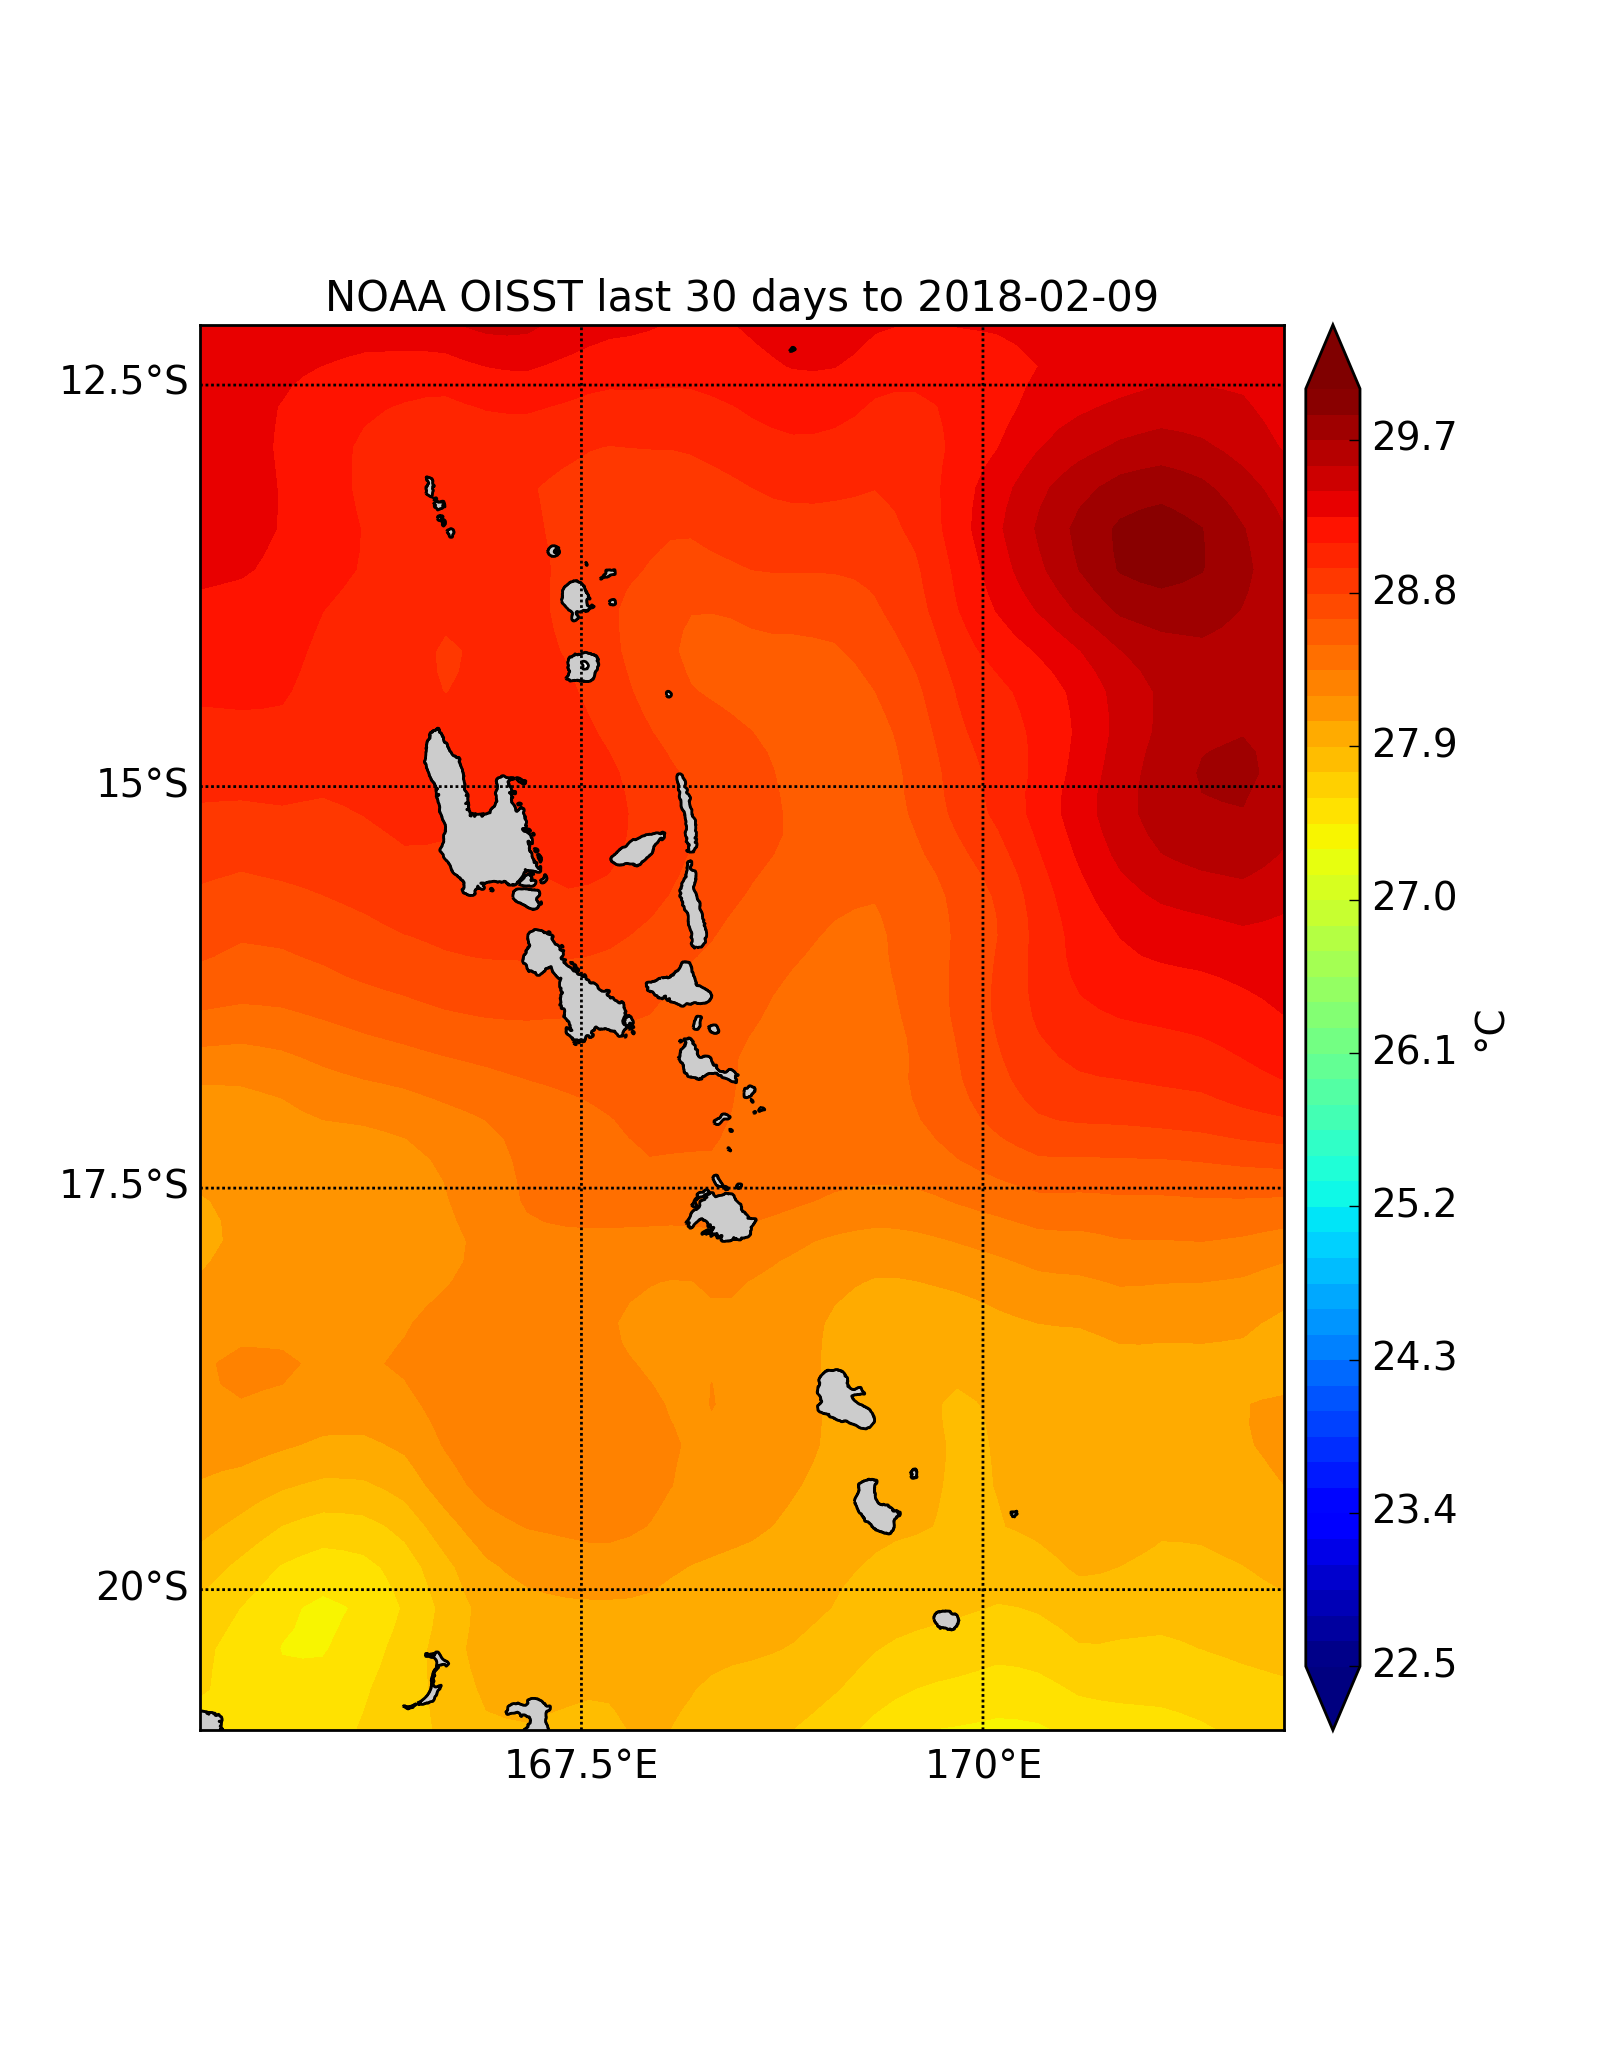 NOAA OISST last 30 days to 2018-02-09
12.5°S
15°S
17.5°S
20°S
167.5°E
170°E
29.7
28.8
27.9
27.0
26.1
25.2
24.3
23.4
22.5
°C